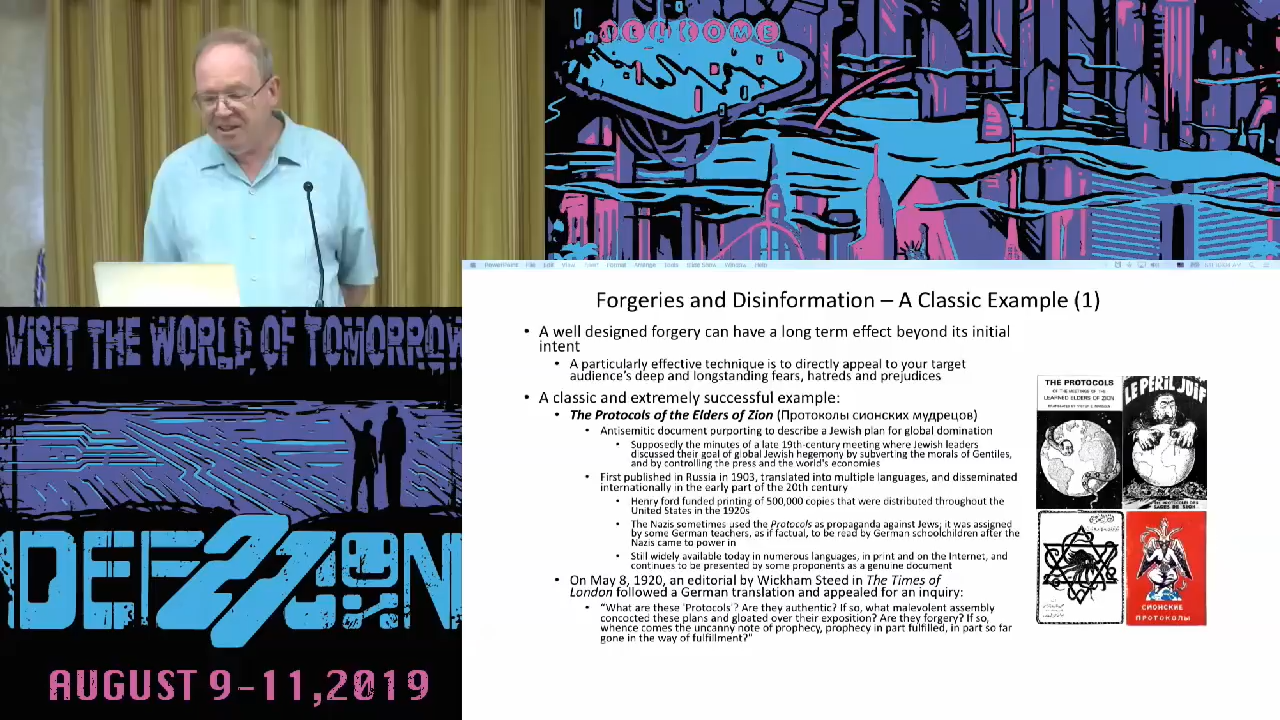 WELKOME
Forgeries and Disinformation – A Classic Example (1)
• A well designed forgery can have a long term effect beyond its initial
intent
• A particularly effective technique is to directly appeal to your target
audience's deep and longstanding fears, hatreds and prejudices
• A classic and extremely successful example:
• The Protocols of the Elders of Zion (Протоколы сионских мудрецов)
• Antisemitic document purporting to describe a Jewish plan for global domination
• Supposedly the minutes of a late 19th-century meeting where Jewish leaders
discussed their goal of global Jewish hegemony by subverting the morals of Gentiles,
and by controlling the press and the world's economies
• First published in Russia in 1903, translated into multiple languages, and disseminated
internationally in the early part of the 20th century
• Henry ford funded printing of 500,000 copies that were distributed throughout the
United States in the 1920s
• The Nazis sometimes used the Protocols as propaganda against Jews; it was assigned
by some German teachers, as if factual, to be read by German schoolchildren after the
Nazis came to power in
• Still widely available today in numerous languages, in print and on the Internet, and
continues to be presented by some proponents as a genuine document
• On May 8, 1920, an editorial by Wickham Steed in The Times of
London followed a German translation and appealed for an inquiry:
• "What are these 'Protocols'? Are they authentic? If so, what malevolent assembly
concocted these plans and gloated over their exposition? Are they forgery? If so,
whence comes the uncanny note of prophecy, prophecy in part fulfilled, in part so far
gone in the way of fulfillment?"
THE PROTOCOLS
OF THE MEETINGS OF THE
LEARNED ELDERS OF ZION
LE PÉRIL JUIF
СИОНСКИЕ
ПРОТОКОЛЫ
VISIT THE WORLD OF TOMORROW
DEF 27 CON
AUGUST 9-11,2019